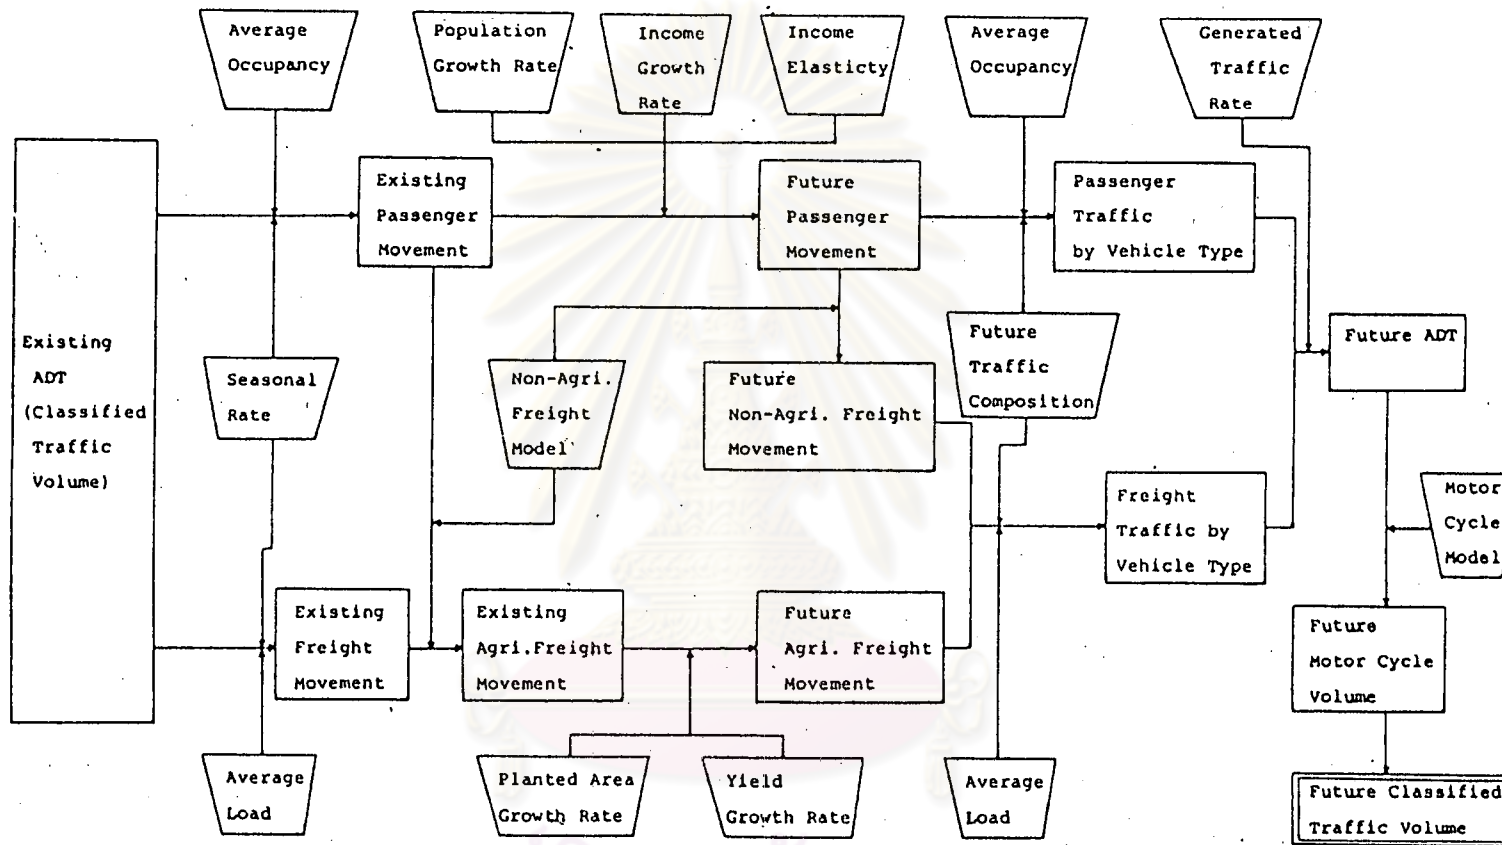 Average
Occupancy
Population
Growth Rate
Income
Growth
Rate
Income
Elasticty
Average
Occupancy
Generated
Traffic
Rate
Existing
Passenger
Movement
Future
Passenger
Movement
Passenger
Traffic
by Vehicle Type
Existing
ADT
(Classified
Traffic
Volume)
Seasonal
Rate
Non-Agri.
Freight
Model
Future
Non-Agri. Freight
Movement
Future
Traffic
Composition
Future ADT
Freight
Traffic by
Vehicle Type
Motor
Cycle
Model
Existing
Freight
Movement
Existing
Agri.Freight
Movement
Future
Agri. Freight
Movement
Future
Motor Cycle
Volume
Average
Load
Planted Area
Growth Rate
Yield
Growth Rate
Average
Load
Future Classified
Traffic Volume